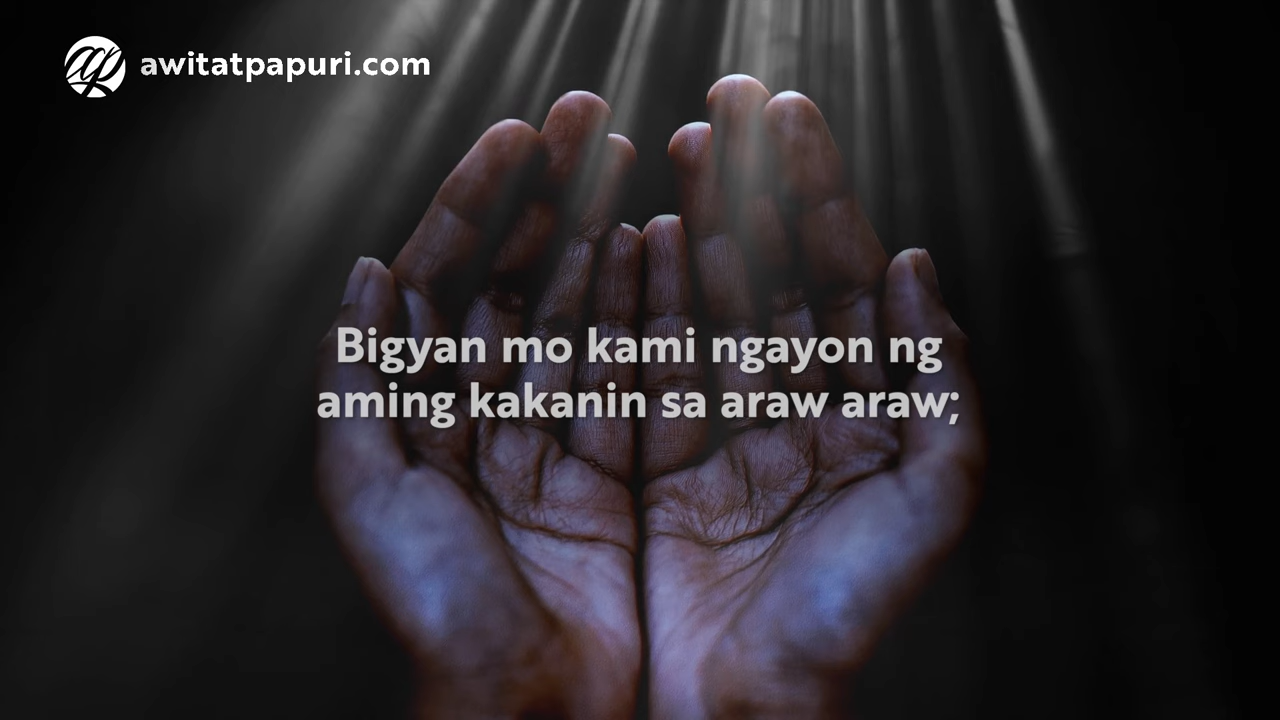 awitatpapuri.com
Bigyan mo kami ngayon ng
aming kakanin sa araw araw;